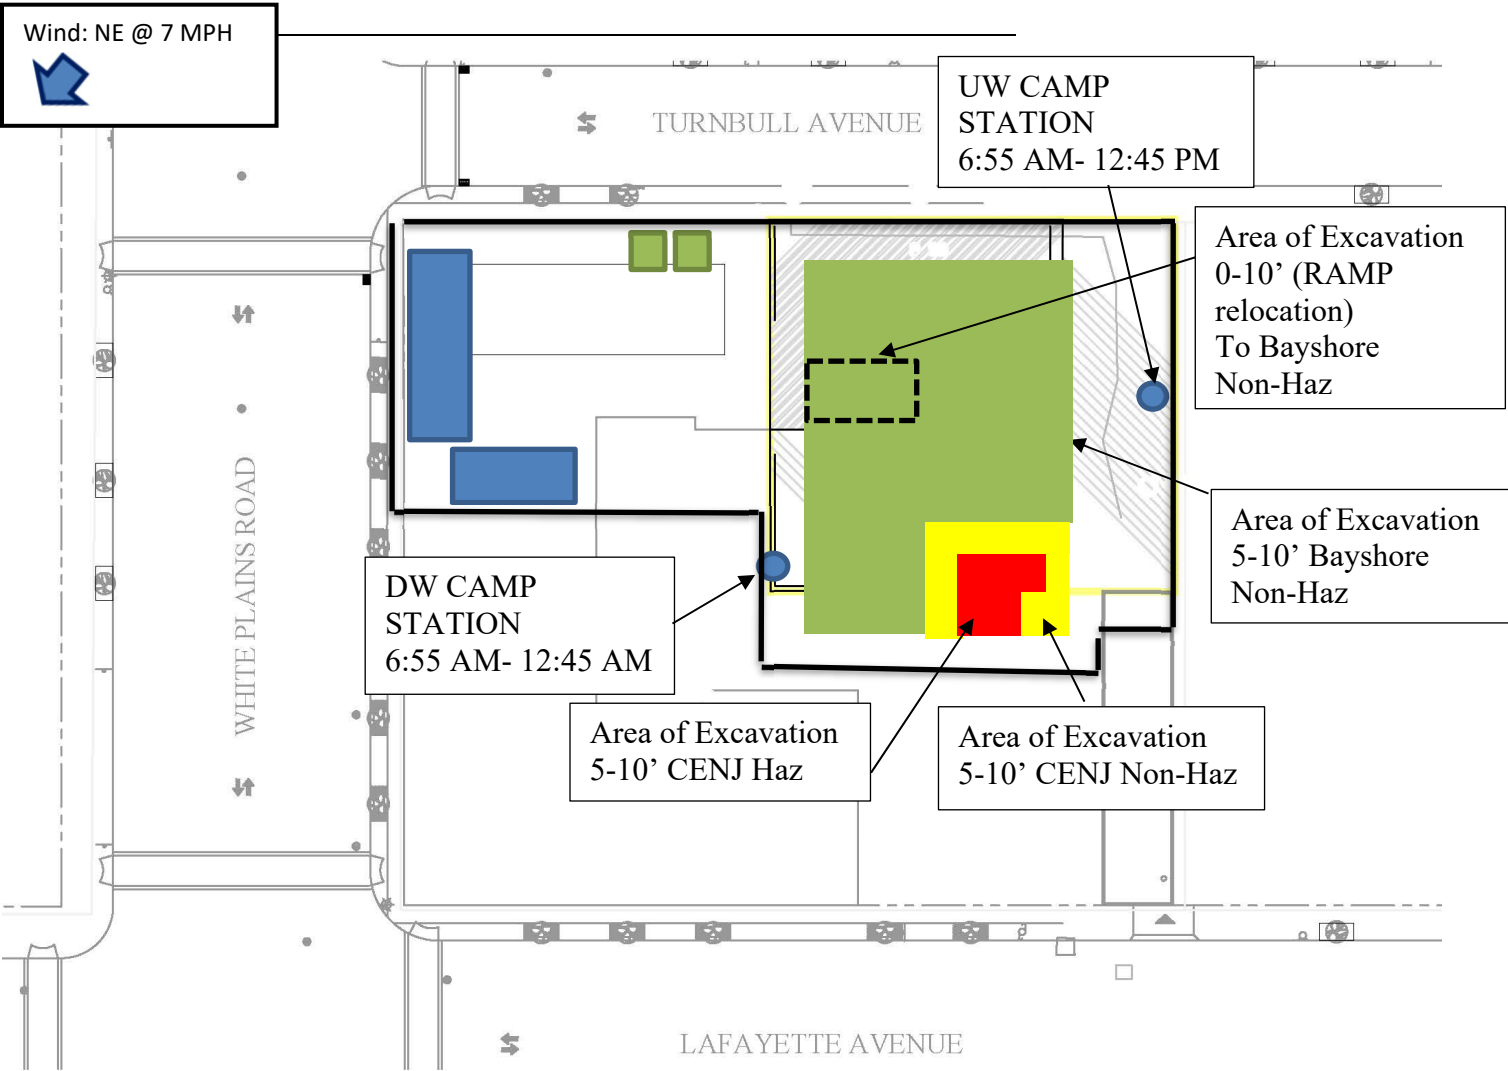 Wind: NE @ 7 MPH
TURNBULL AVENUE
UW CAMP
STATION
6:55 AM- 12:45 PM
Area of Excavation
0-10’ (RAMP
relocation)
To Bayshore
Non-Haz
WHITE PLAINS ROAD
Area of Excavation
5-10’ Bayshore
Non-Haz
DW CAMP
STATION
6:55 AM- 12:45 AM
Area of Excavation
5-10’ CENJ Haz
Area of Excavation
5-10’ CENJ Non-Haz
LAFAYETTE AVENUE